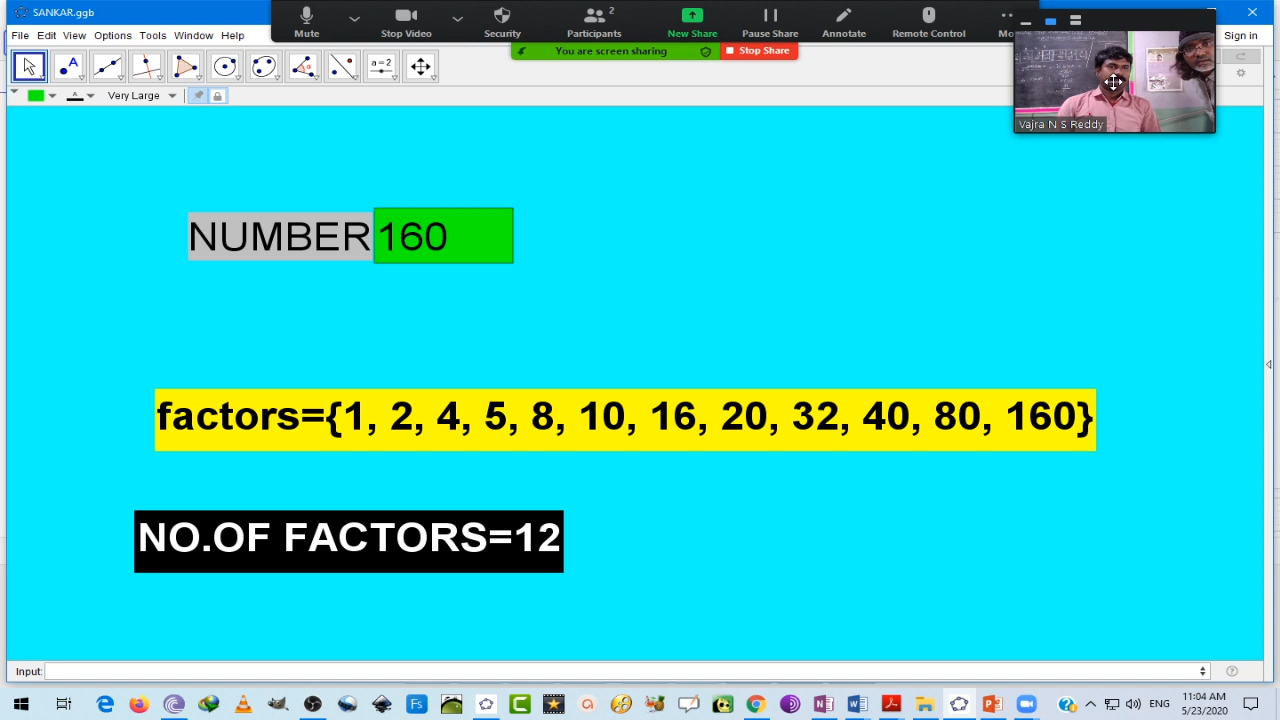 SANKAR.ggb
Mute
Stop Video
Security
2
Participants
New Share
Pause Share
Annotate
Remote Control
You are screen sharing
Stop Share
File Edit View Options Tools Window Help
Sign in
A
a = 2
A
Very Large
Vajra N S Reddy
NUMBER 160
factors={1, 2, 4, 5, 8, 10, 16, 20, 32, 40, 80, 160}
NO.OF FACTORS=12
Input:
Fs
ENG
11:04 AM
5/23/2020